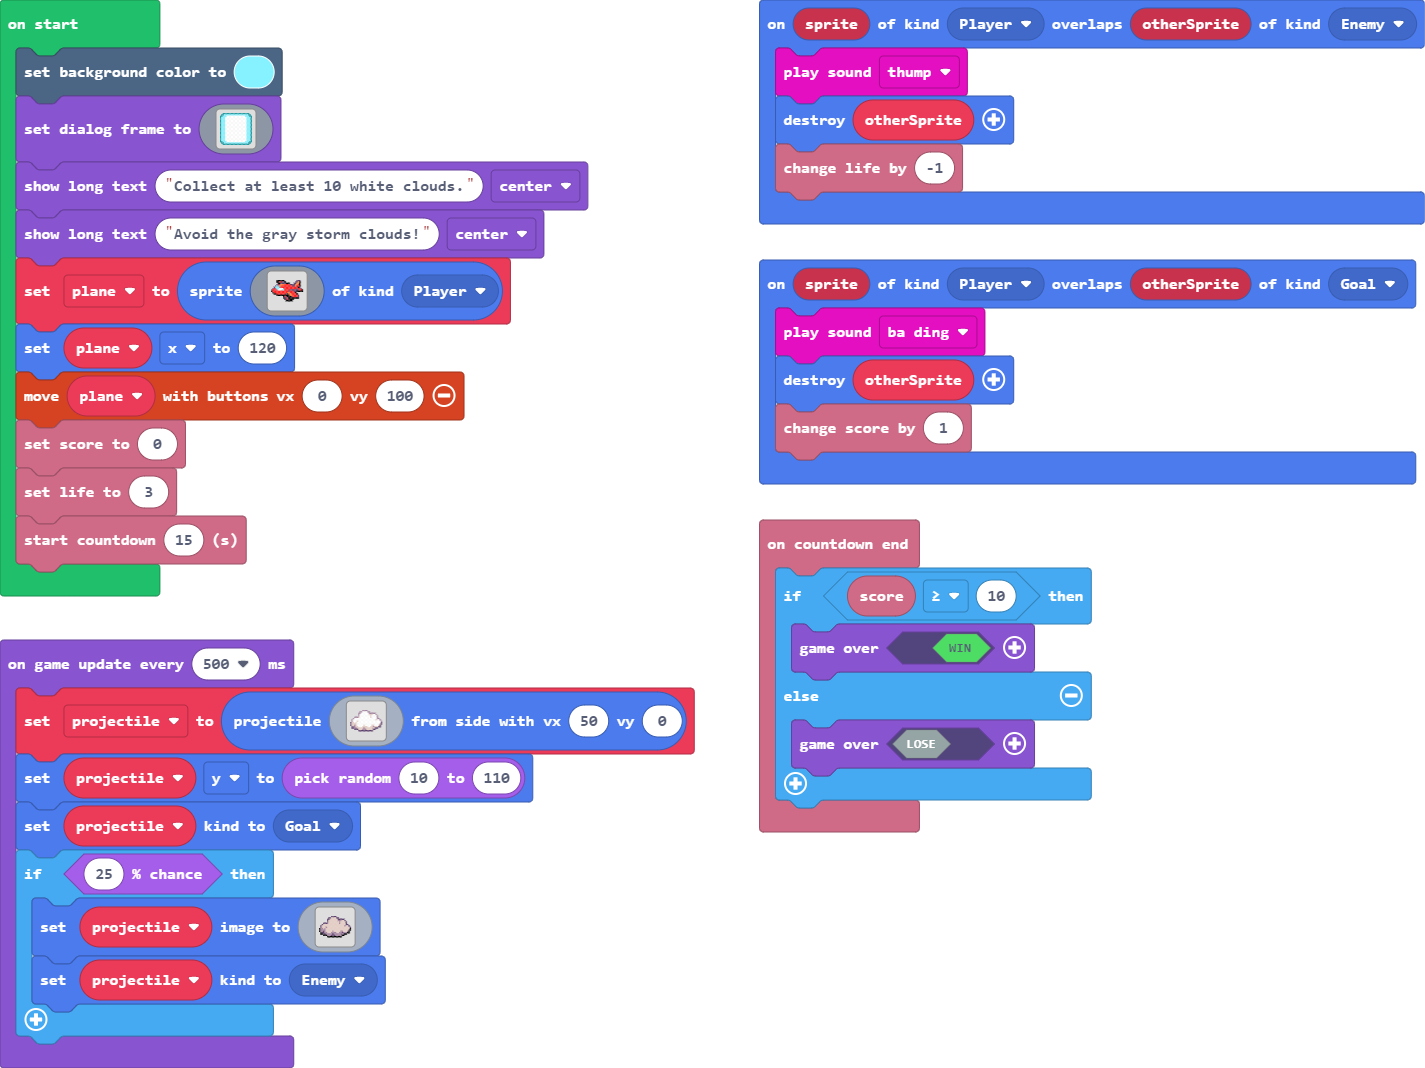 on start
set background color to
set dialog frame to
show long text "Collect at least 10 white clouds." center
show long text "Avoid the gray storm clouds!" center
set plane to sprite of kind Player
set plane x to 120
move plane with buttons vx 0 vy 100
set score to 0
set life to 3
start countdown 15 (s)
on game update every 500 ms
set projectile to projectile from side with vx 50 vy 0
set projectile y to pick random 10 to 110
set projectile kind to Goal
if 25 % chance then
set projectile image to
set projectile kind to Enemy
on sprite of kind Player overlaps otherSprite of kind Enemy
play sound thump
destroy otherSprite
change life by -1
on sprite of kind Player overlaps otherSprite of kind Goal
play sound ba ding
destroy otherSprite
change score by 1
on countdown end
if score ≥ 10 then
game over WIN
else
game over LOSE